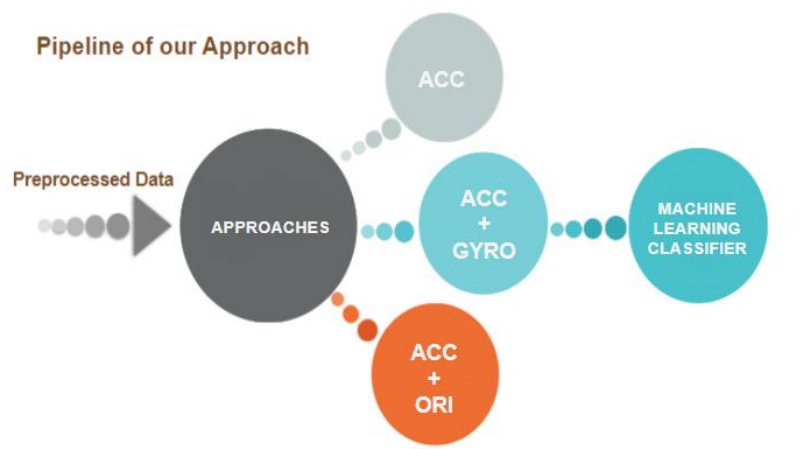 Pipeline of our Approach
ACC
Preprocessed Data
APPROACHES
ACC
+
GYRO
MACHINE
LEARNING
CLASSIFIER
ACC
+
ORI